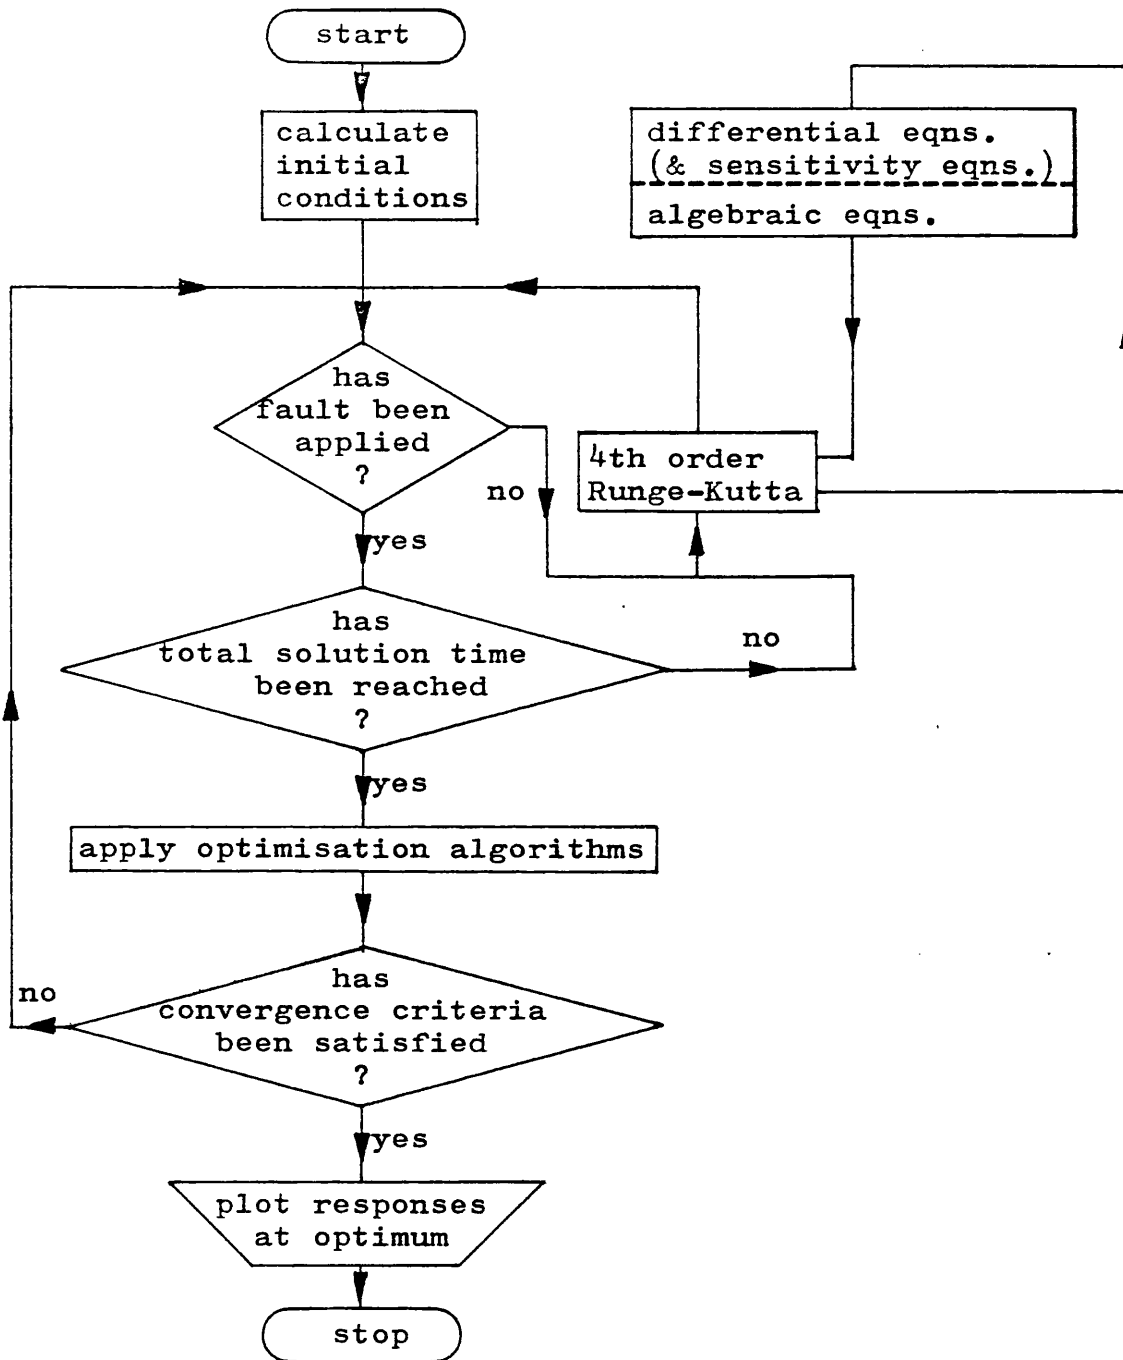 start
calculate
initial
conditions
differential eqns.
(& sensitivity eqns.)
algebraic eqns.
has
fault been
applied
?
no
4th order
Runge-Kutta
yes
has
total solution time
been reached
?
no
yes
apply optimisation algorithms
has
convergence criteria
been satisfied
?
no
yes
plot responses
at optimum
stop